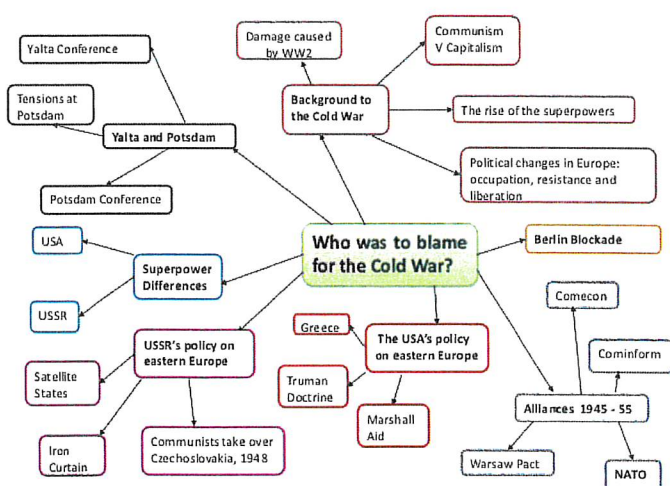 Yalta Conference
Damage caused
by WW2
Communism
V Capitalism
Tensions at
Potsdam
Background to
the Cold War
The rise of the superpowers
Yalta and Potsdam
Political changes in Europe:
occupation, resistance and
liberation
Potsdam Conference
USA
Who was to blame
for the Cold War?
Berlin Blockade
Superpower
Differences
USSR
Comecon
Greece
The USA's policy
on eastern Europe
USSR's policy on
eastern Europe
Cominform
Satellite
States
Truman
Doctrine
Alliances 1945 - 55
Marshall
Aid
Iron
Curtain
Communists take over
Czechoslovakia, 1948
Warsaw Pact
NATO